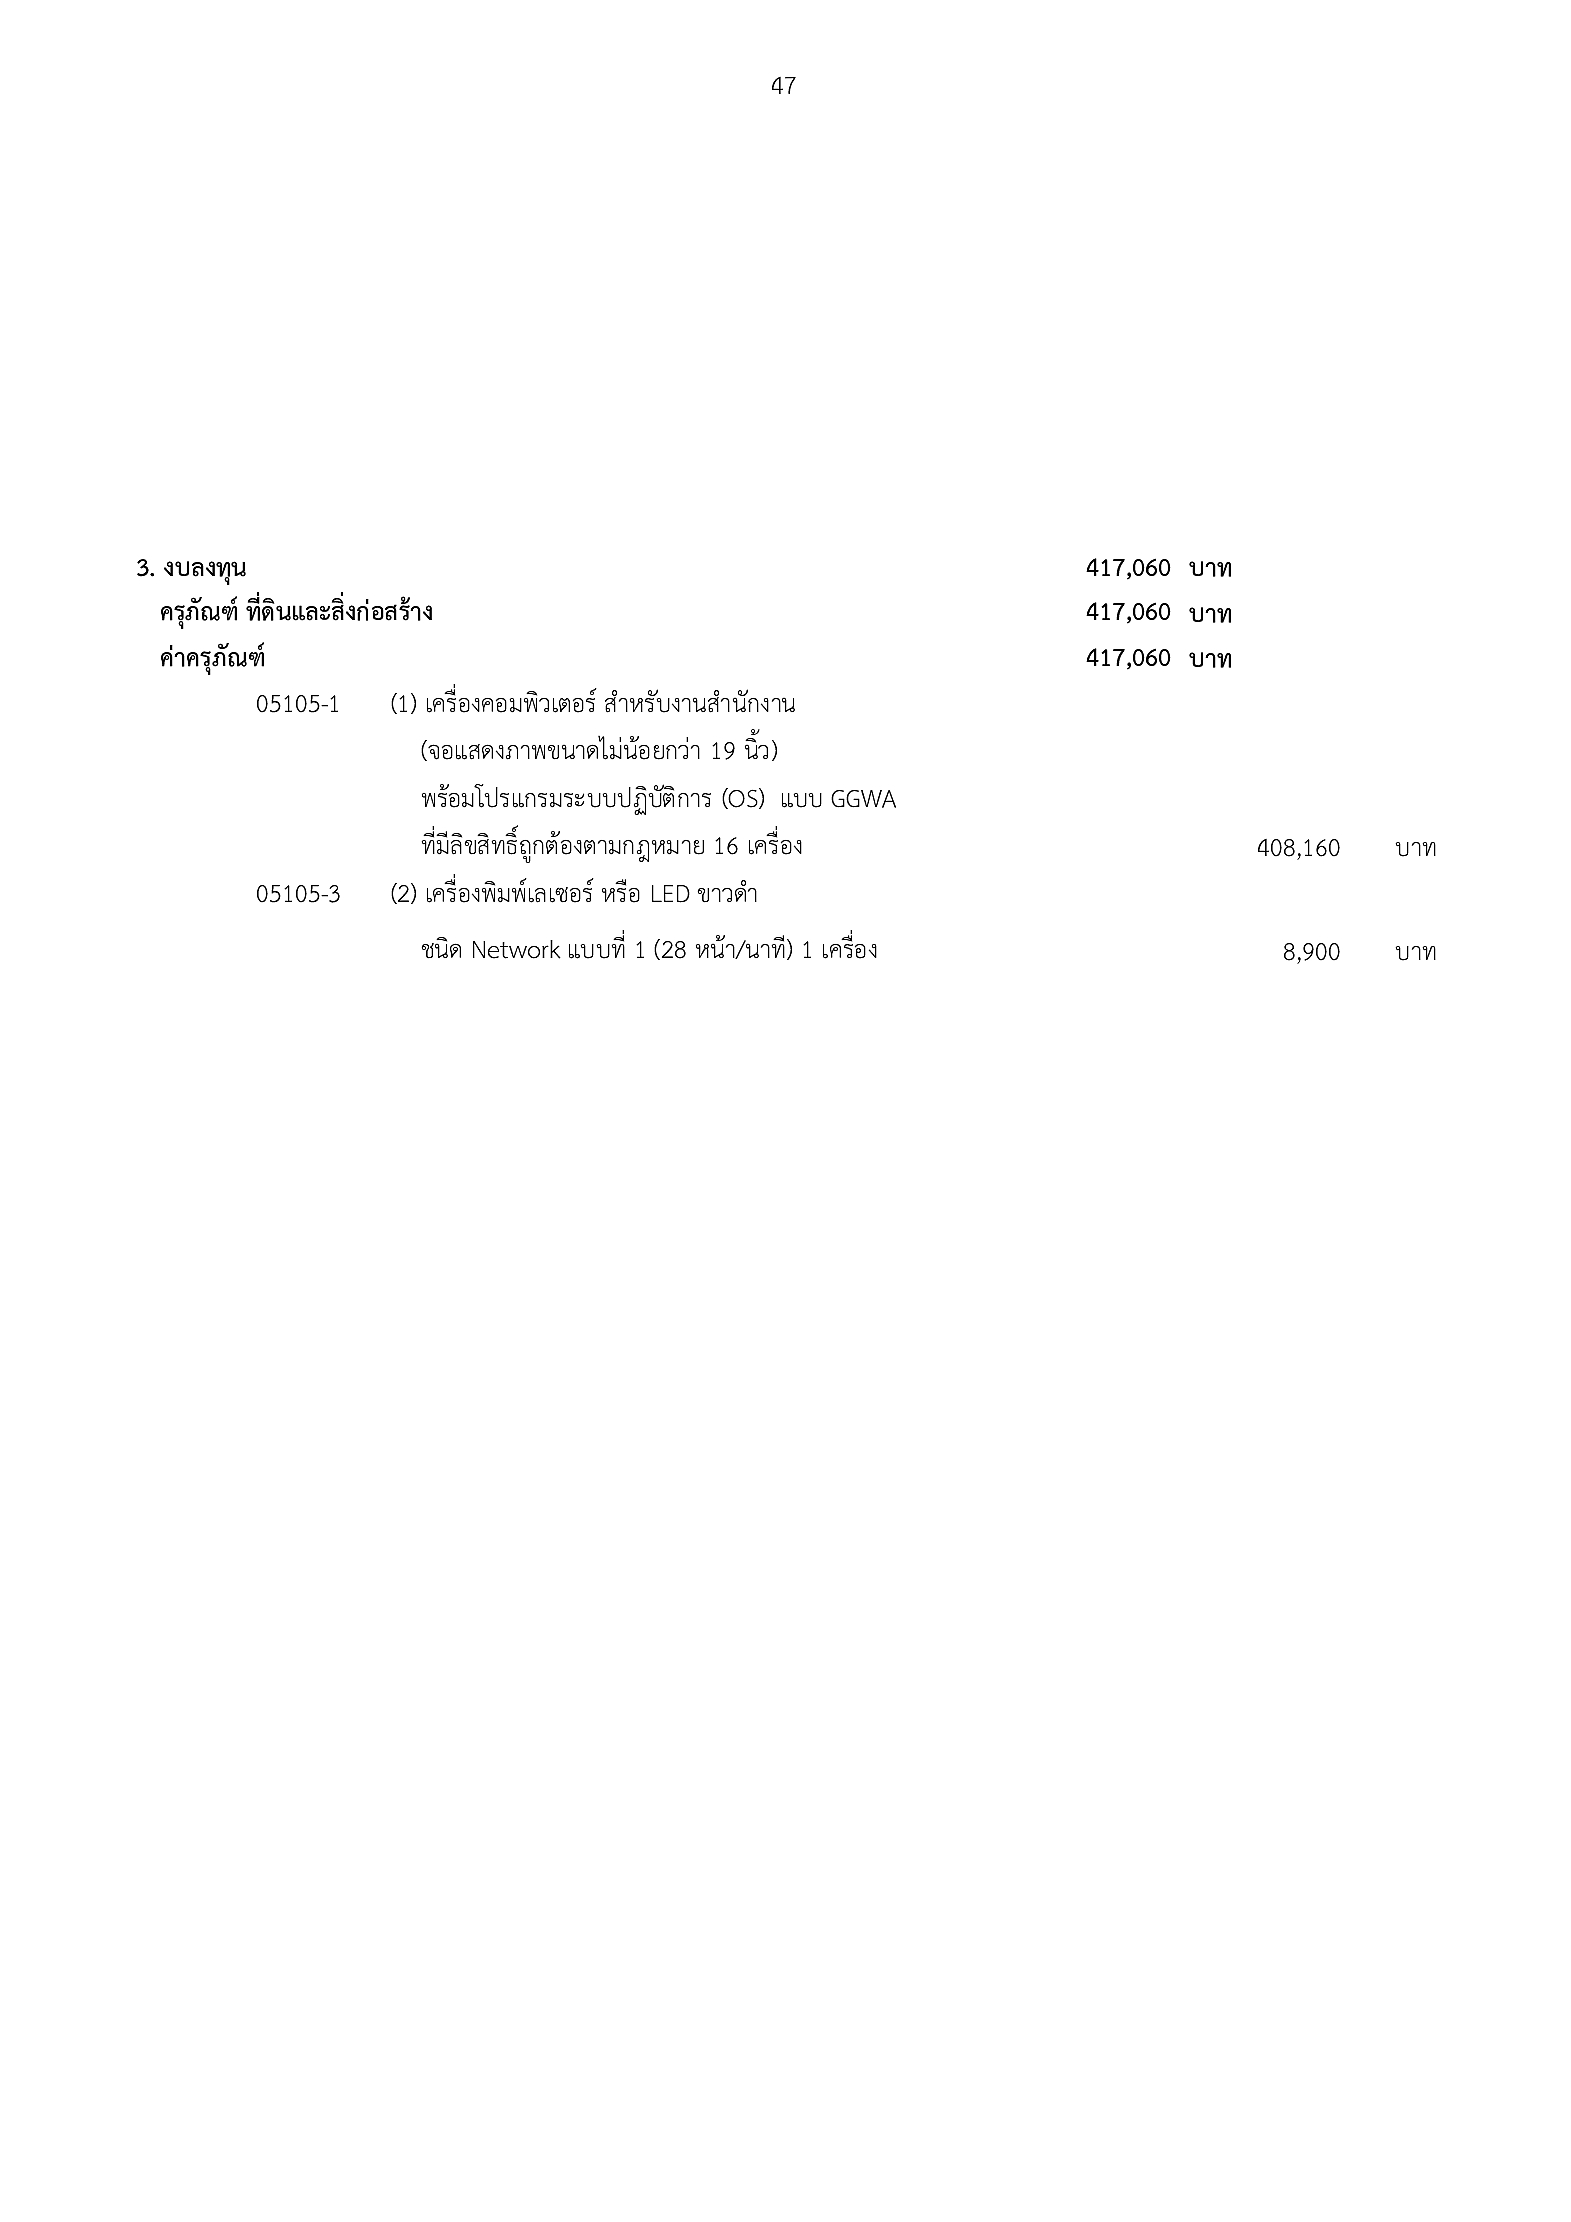 47
3. งบลงทุน 417,060 บาท
ครุภัณฑ์ ที่ดินและสิ่งก่อสร้าง 417,060 บาท
ค่าครุภัณฑ์ 417,060 บาท
05105-1 (1) เครื่องคอมพิวเตอร์ สำหรับงานสำนักงาน
(จอแสดงภาพขนาดไม่น้อยกว่า 19 นิ้ว)
พร้อมโปรแกรมระบบปฏิบัติการ (OS) แบบ GGWA
ที่มีลิขสิทธิ์ถูกต้องตามกฎหมาย 16 เครื่อง 408,160 บาท
05105-3 (2) เครื่องพิมพ์เลเซอร์ หรือ LED ขาวดำ
ชนิด Network แบบที่ 1 (28 หน้า/นาที) 1 เครื่อง 8,900 บาท